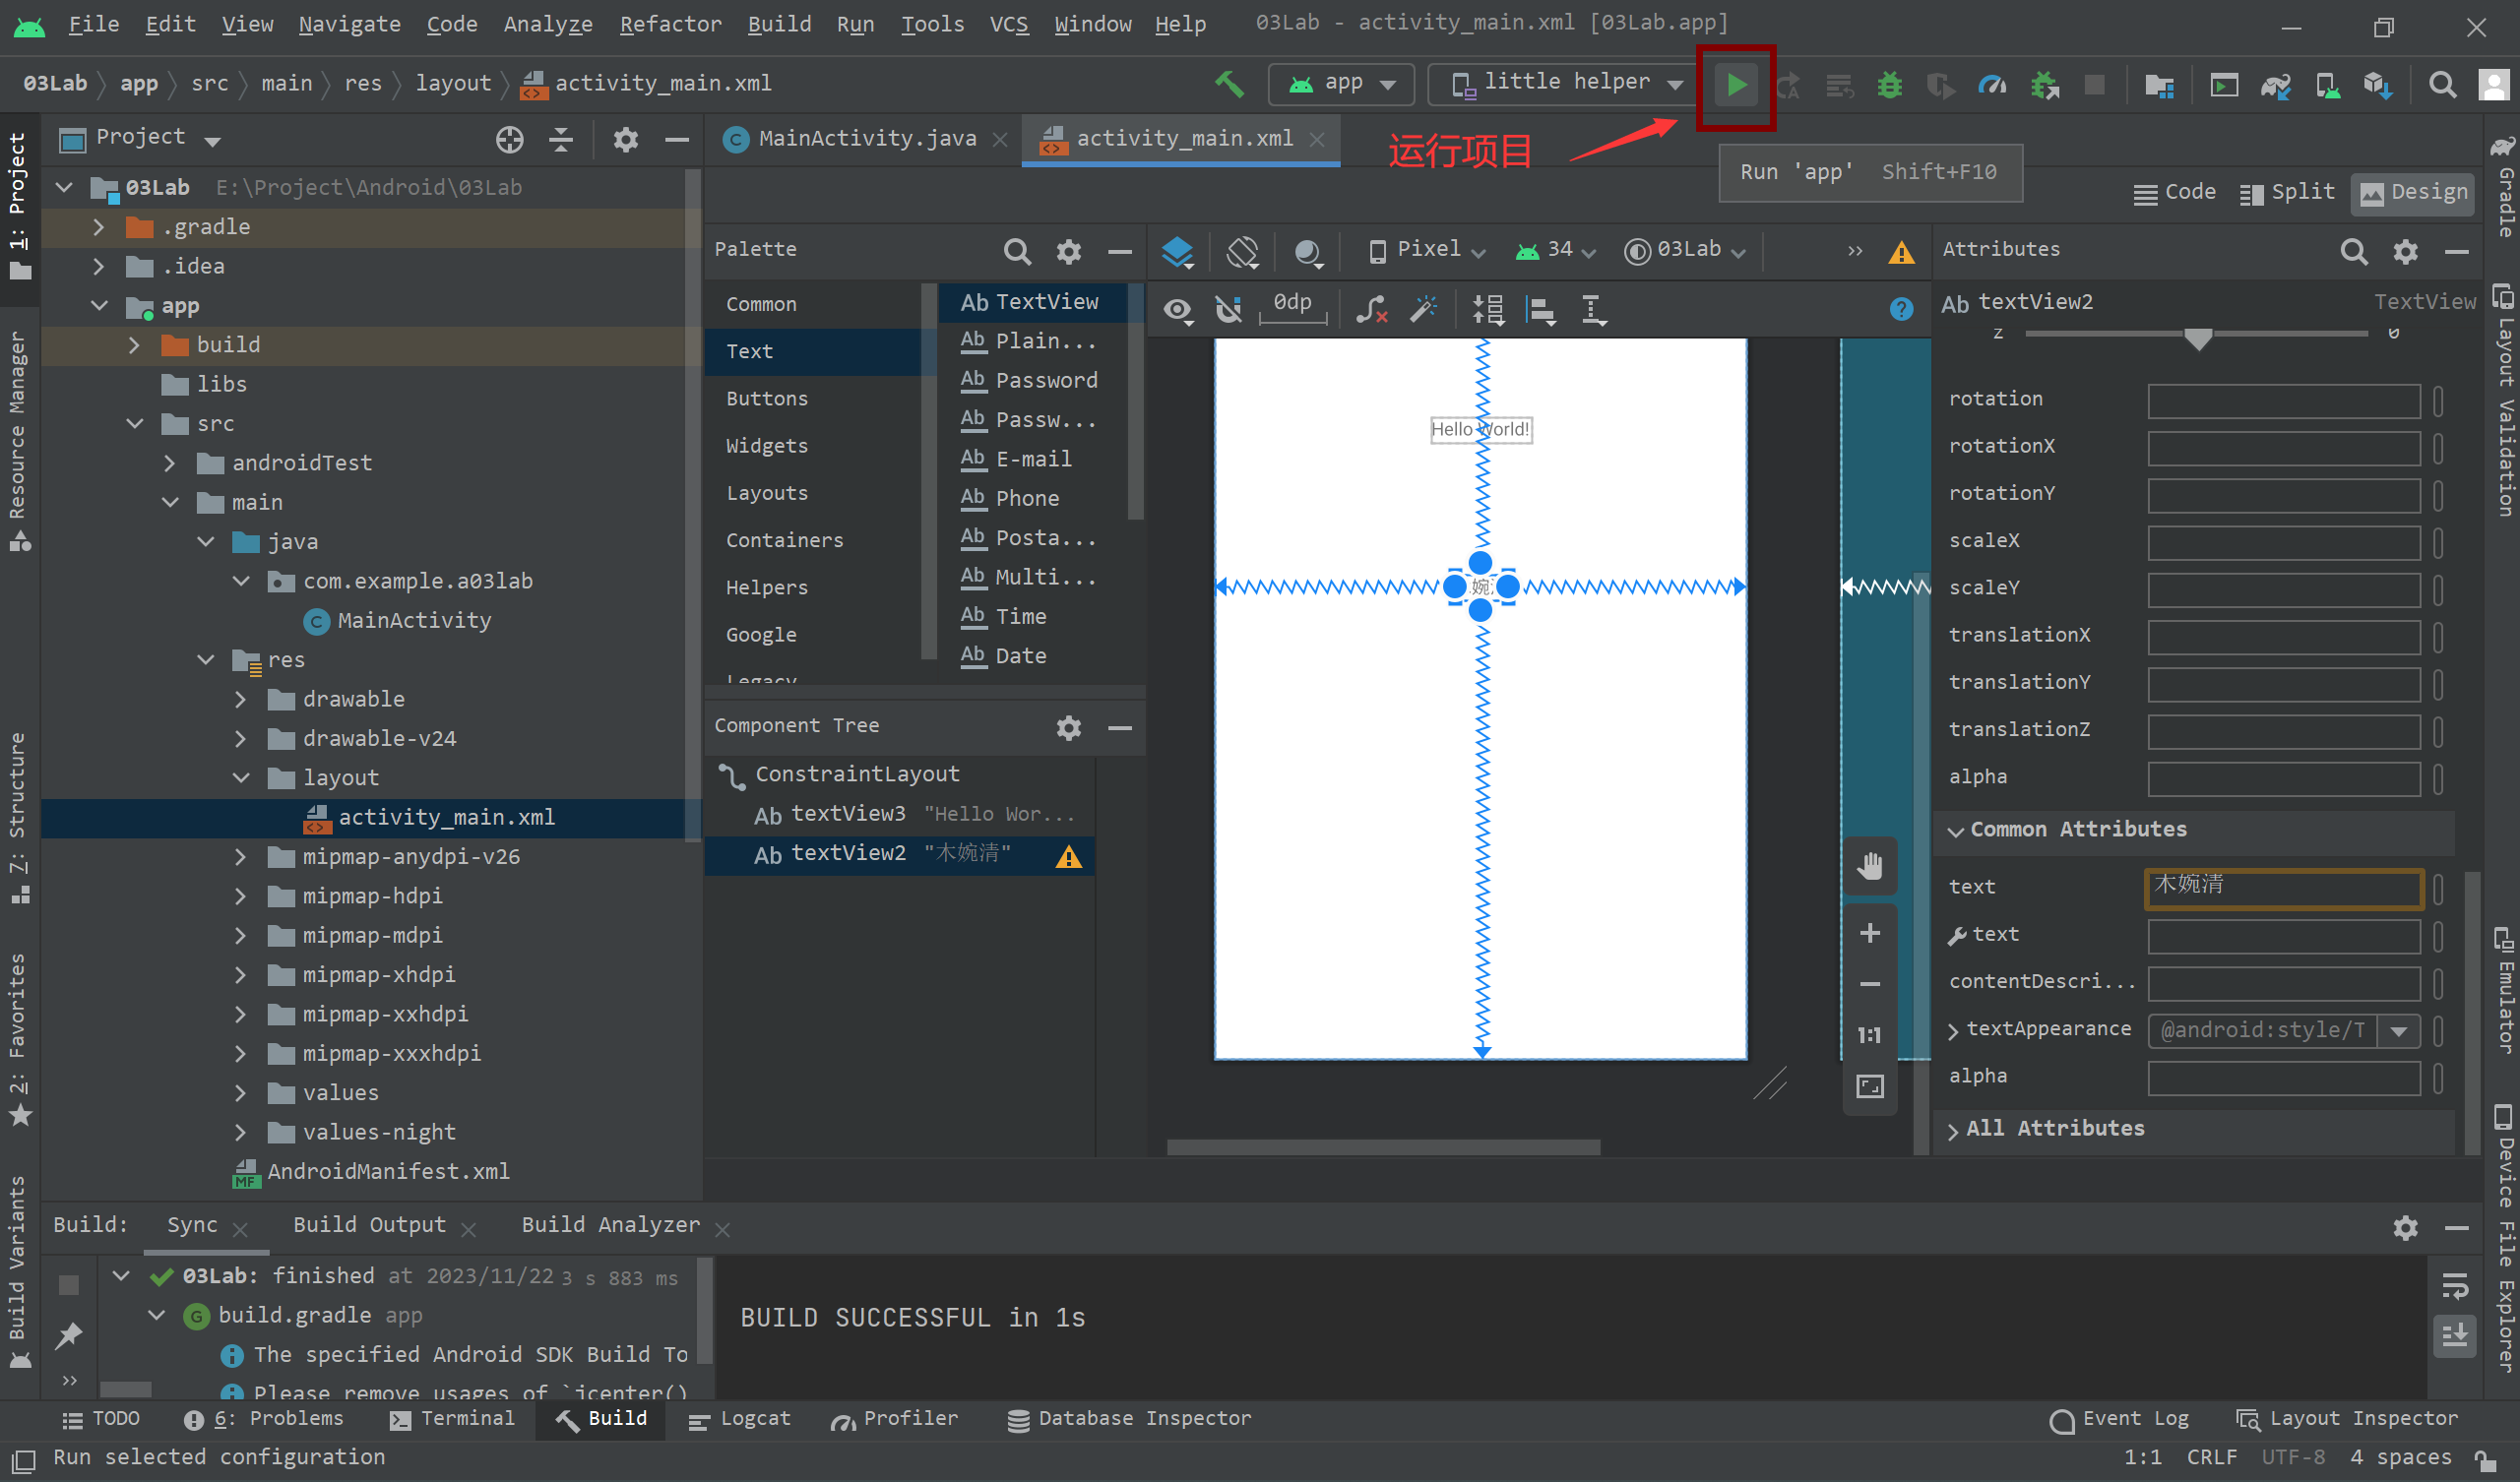 File Edit View Navigate Code Analyze Refactor Build Run Tools VCS Window Help 03Lab - activity_main.xml [03Lab.app]
03Lab app src main res layout activity_main.xml app little helper
运行项目
Run 'app' Shift+F10
1: Project
Resource Manager
7: Structure
2: Favorites
Build Variants
Project
03Lab E:\Project\Android\03Lab
.gradle
.idea
app
build
libs
src
androidTest
main
java
com.example.a03lab
MainActivity
res
drawable
drawable-v24
layout
activity_main.xml
mipmap-anydpi-v26
mipmap-hdpi
mipmap-mdpi
mipmap-xhdpi
mipmap-xxhdpi
mipmap-xxxhdpi
values
values-night
AndroidManifest.xml
MainActivity.java activity_main.xml
Code Split Design
Palette
Common
Text
Buttons
Widgets
Layouts
Containers
Helpers
Google
Legacy
Ab TextView
Ab Plain...
Ab Password
Ab Passw...
Ab E-mail
Ab Phone
Ab Posta...
Ab Multi...
Ab Time
Ab Date
Component Tree
ConstraintLayout
Ab textView3 "Hello Wor...
Ab textView2 "木婉清"
Pixel 34 03Lab »
0dp
Hello World!
婉
1:1
Attributes
Ab textView2 TextView
z
rotation
rotationX
rotationY
scaleX
scaleY
translationX
translationY
translationZ
alpha
Common Attributes
text 木婉清
text
contentDescri...
textAppearance @android:style/T
alpha
All Attributes
Gradle
Layout Validation
Emulator
Device File Explorer
Build: Sync Build Output Build Analyzer
03Lab: finished at 2023/11/22 3 s 883 ms
build.gradle app
The specified Android SDK Build To
Please remove usages of `jcenter()
»
BUILD SUCCESSFUL in 1s
TODO 6: Problems Terminal Build Logcat Profiler Database Inspector Event Log Layout Inspector
Run selected configuration 1:1 CRLF UTF-8 4 spaces